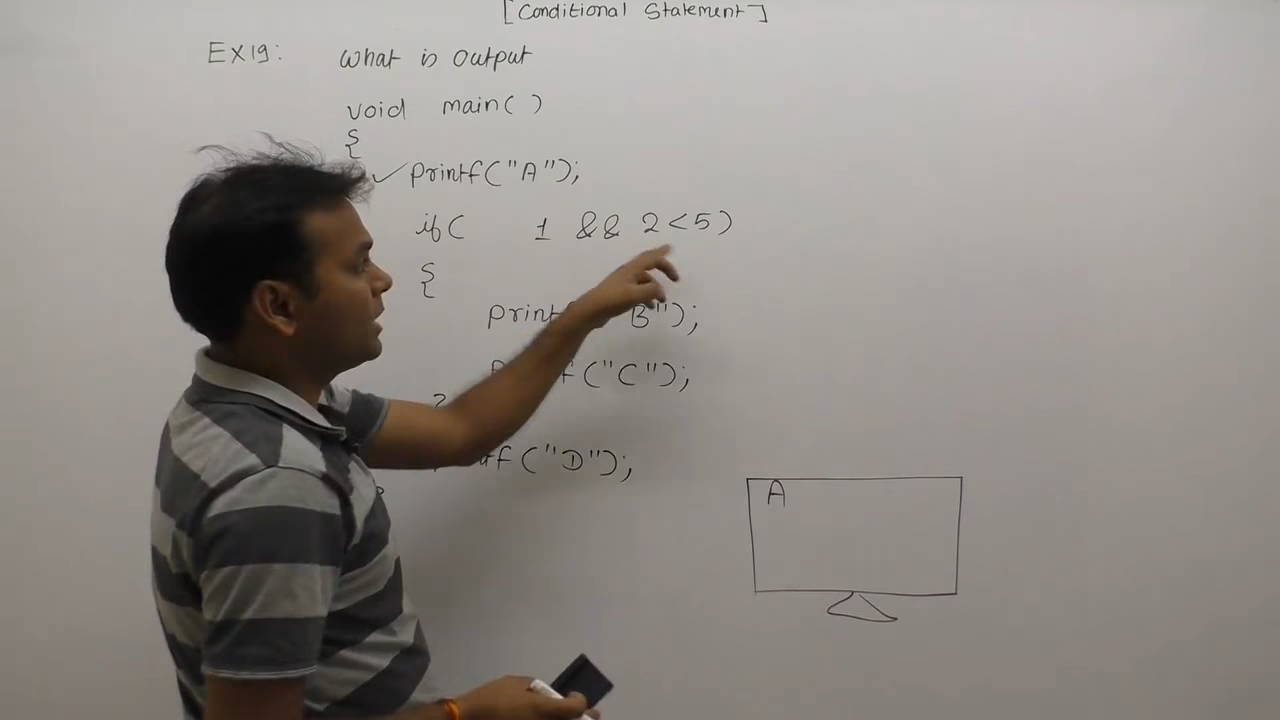 [Conditional Statement]
EX19: What is output
void main( )
{
✓ printf("A");
if( 1 && 2<5)
{
B");
("C");
("D");
A